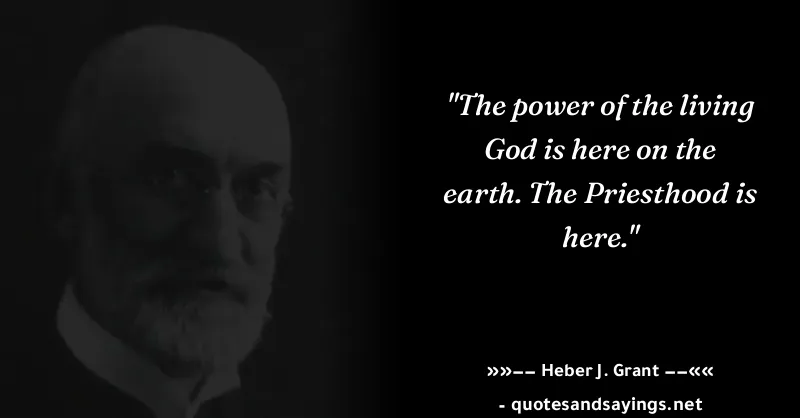 "The power of the living
God is here on the
earth. The Priesthood is
here."
»»−− Heber J. Grant −−««
- quotesandsayings.net